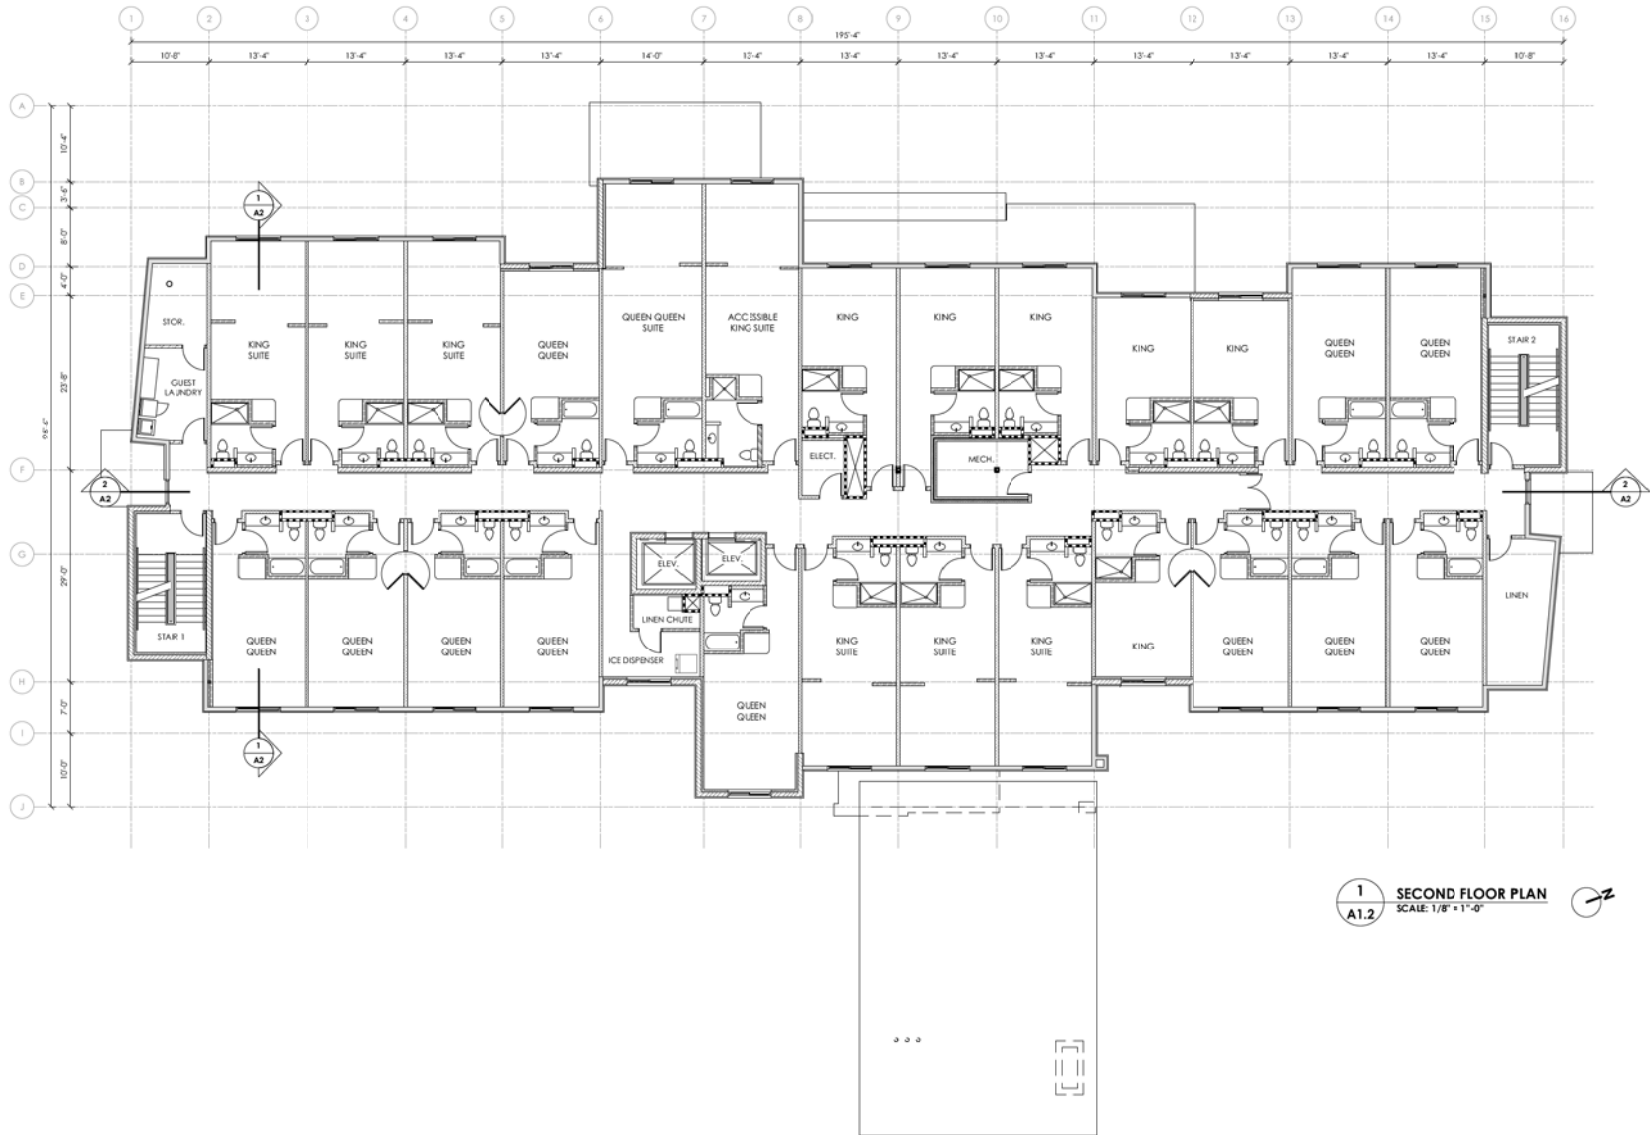 1 2 3 4 5 6 7 8 9 10 11 12 13 14 15 16
195'-4"
10'-8" 13'-4" 13'-4" 13'-4" 13'-4" 14'-0" 13'-4" 13'-4" 13'-4" 13'-4" 13'-4" 13'-4" 13'-4" 13'-4" 10'-8"
A
10'-4"
B
3'-6"
C
8'-0"
D
4'-0"
E
23'-8"
F
29'-0"
G
H
7'-0"
I
10'-0"
J
1
A2
STOR.
GUEST
LAUNDRY
KING
SUITE
KING
SUITE
KING
SUITE
QUEEN
QUEEN
QUEEN QUEEN
SUITE
ACCESSIBLE
KING SUITE
KING
KING
KING
KING
KING
QUEEN
QUEEN
QUEEN
QUEEN
STAIR 2
ELECT.
MECH.
2
A2
2
A2
ELEV.
ELEV.
LINEN CHUTE
ICE DISPENSER
STAIR 1
QUEEN
QUEEN
QUEEN
QUEEN
QUEEN
QUEEN
QUEEN
QUEEN
QUEEN
QUEEN
KING
SUITE
KING
SUITE
KING
SUITE
KING
QUEEN
QUEEN
QUEEN
QUEEN
QUEEN
QUEEN
LINEN
1
A2
1
A1.2
SECOND FLOOR PLAN
SCALE: 1/8" = 1"-0"
N